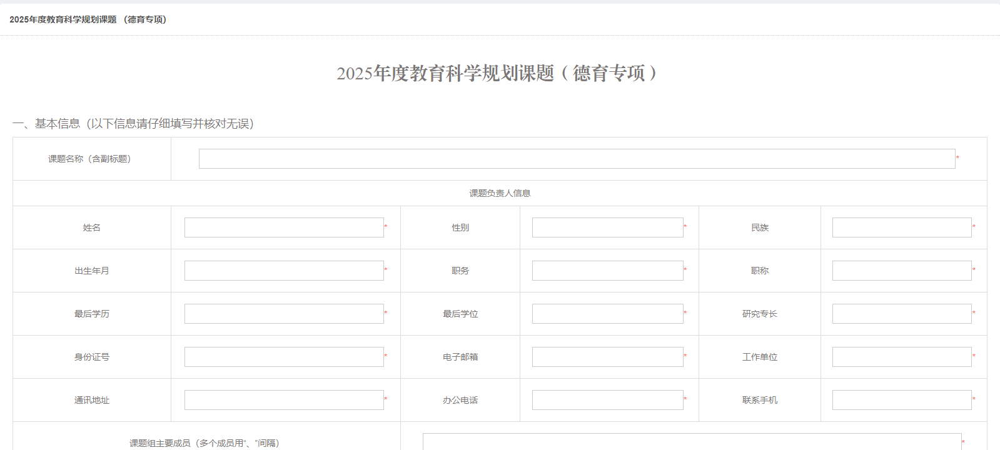 2025年度教育科学规划课题 （德育专项）
2025年度教育科学规划课题（德育专项）
一、基本信息（以下信息请仔细填写并核对无误）
课题名称（含副标题） *
课题负责人信息
姓名 * 性别 * 民族 *
出生年月 * 职务 * 职称 *
最后学历 * 最后学位 * 研究专长 *
身份证号 * 电子邮箱 * 工作单位 *
通讯地址 * 办公电话 * 联系手机 *
课题组主要成员（多个成员用“、”间隔） *